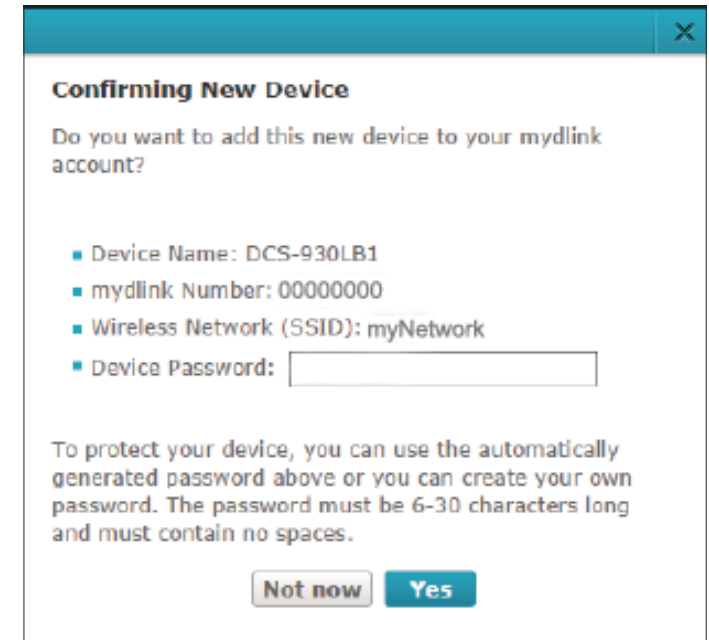 Confirming New Device
Do you want to add this new device to your mydlink
account?
Device Name: DCS-930LB1
mydlink Number: 00000000
Wireless Network (SSID): myNetwork
Device Password:
To protect your device, you can use the automatically
generated password above or you can create your own
password. The password must be 6-30 characters long
and must contain no spaces.
Not now Yes